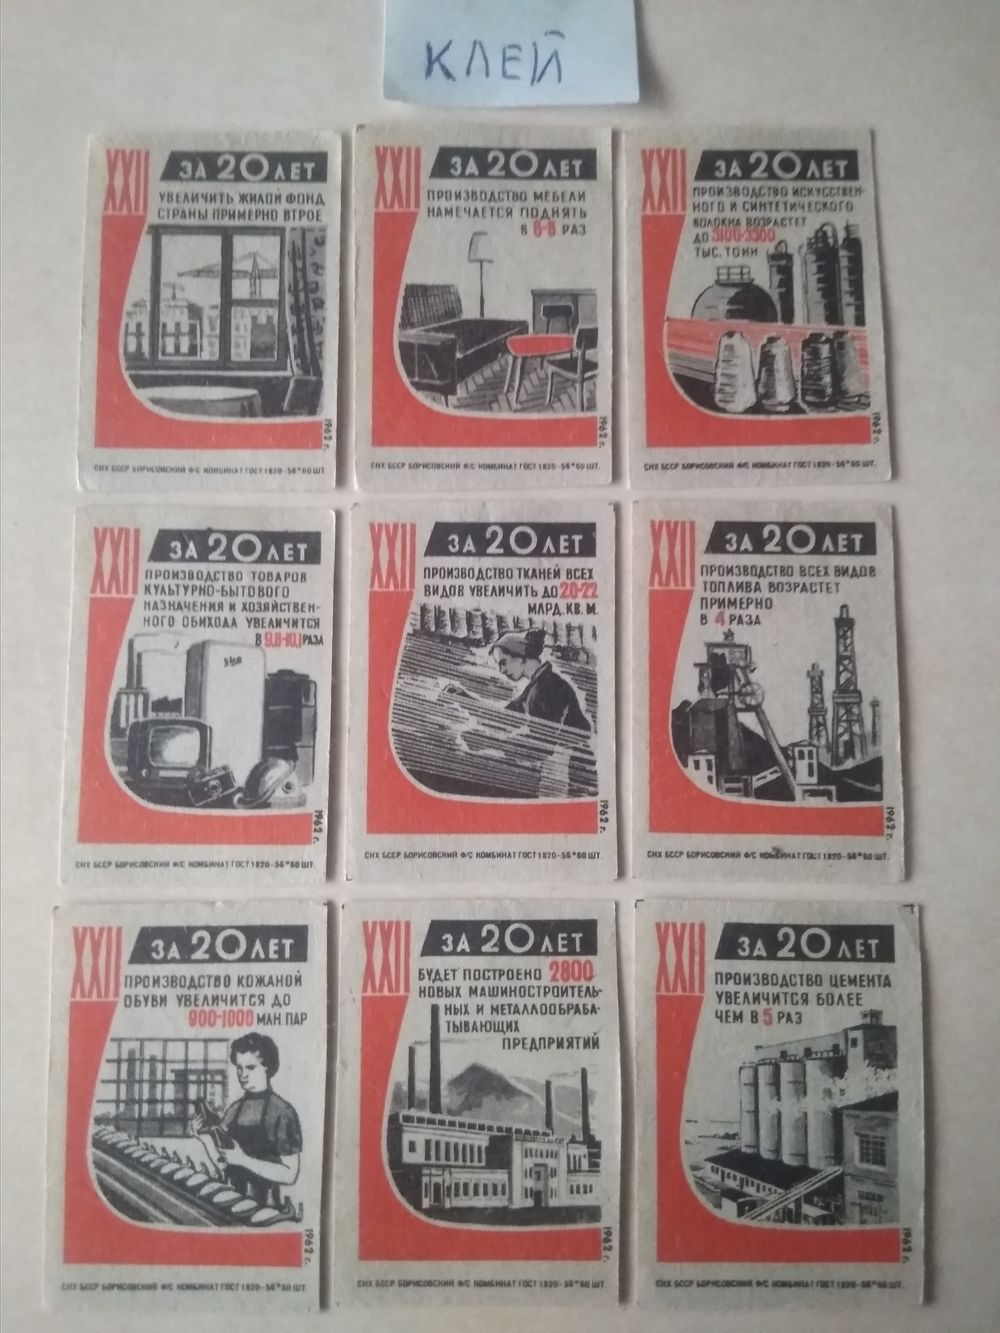 КЛЕЙ
XXII
ЗА 20 ЛЕТ
УВЕЛИЧИТЬ ЖИЛОЙ ФОНД
СТРАНЫ ПРИМЕРНО ВТРОЕ
1962 г.
СНХ БССР БОРИСОВСКИЙ Ф/С КОМБИНАТ ГОСТ 1820-56*60 ШТ.
XXII
ЗА 20 ЛЕТ
ПРОИЗВОДСТВО МЕБЕЛИ
НАМЕЧАЕТСЯ ПОДНЯТЬ
В 6-8 РАЗ
1962 г.
СНХ БССР БОРИСОВСКИЙ Ф/С КОМБИНАТ ГОСТ 1820-56*60 ШТ.
XXII
ЗА 20 ЛЕТ
ПРОИЗВОДСТВО ИСКУССТВЕН-
НОГО И СИНТЕТИЧЕСКОГО
ВОЛОКНА ВОЗРАСТЕТ
ДО 3100-3300
ТЫС. ТОНН
1962 г.
СНХ БССР БОРИСОВСКИЙ Ф/С КОМБИНАТ ГОСТ 1820-56*60 ШТ.
XXII
ЗА 20 ЛЕТ
ПРОИЗВОДСТВО ТОВАРОВ
КУЛЬТУРНО-БЫТОВОГО
НАЗНАЧЕНИЯ И ХОЗЯЙСТВЕН-
НОГО ОБИХОДА УВЕЛИЧИТСЯ
В 9,8-10,1 РАЗА
1962 г.
СНХ БССР БОРИСОВСКИЙ Ф/С КОМБИНАТ ГОСТ 1820-56*60 ШТ.
XXII
ЗА 20 ЛЕТ
ПРОИЗВОДСТВО ТКАНЕЙ ВСЕХ
ВИДОВ УВЕЛИЧИТЬ ДО 20-22
МЛРД. КВ. М.
1962 г.
СНХ БССР БОРИСОВСКИЙ Ф/С КОМБИНАТ ГОСТ 1820-56*60 ШТ.
XXII
ЗА 20 ЛЕТ
ПРОИЗВОДСТВО ВСЕХ ВИДОВ
ТОПЛИВА ВОЗРАСТЕТ
ПРИМЕРНО
В 4 РАЗА
1962 г.
СНХ БССР БОРИСОВСКИЙ Ф/С КОМБИНАТ ГОСТ 1820-56*60 ШТ.
XXII
ЗА 20 ЛЕТ
ПРОИЗВОДСТВО КОЖАНОЙ
ОБУВИ УВЕЛИЧИТСЯ ДО
900-1000 МЛН. ПАР
1962 г.
СНХ БССР БОРИСОВСКИЙ Ф/С КОМБИНАТ ГОСТ 1820-56*60 ШТ.
XXII
ЗА 20 ЛЕТ
БУДЕТ ПОСТРОЕНО 2800
НОВЫХ МАШИНОСТРОИТЕЛЬ-
НЫХ И МЕТАЛЛООБРАБА-
ТЫВАЮЩИХ
ПРЕДПРИЯТИЙ
1962 г.
СНХ БССР БОРИСОВСКИЙ Ф/С КОМБИНАТ ГОСТ 1820-56*60 ШТ.
XXII
ЗА 20 ЛЕТ
ПРОИЗВОДСТВО ЦЕМЕНТА
УВЕЛИЧИТСЯ БОЛЕЕ
ЧЕМ В 5 РАЗ
1962 г.
СНХ БССР БОРИСОВСКИЙ Ф/С КОМБИНАТ ГОСТ 1820-56*60 ШТ.